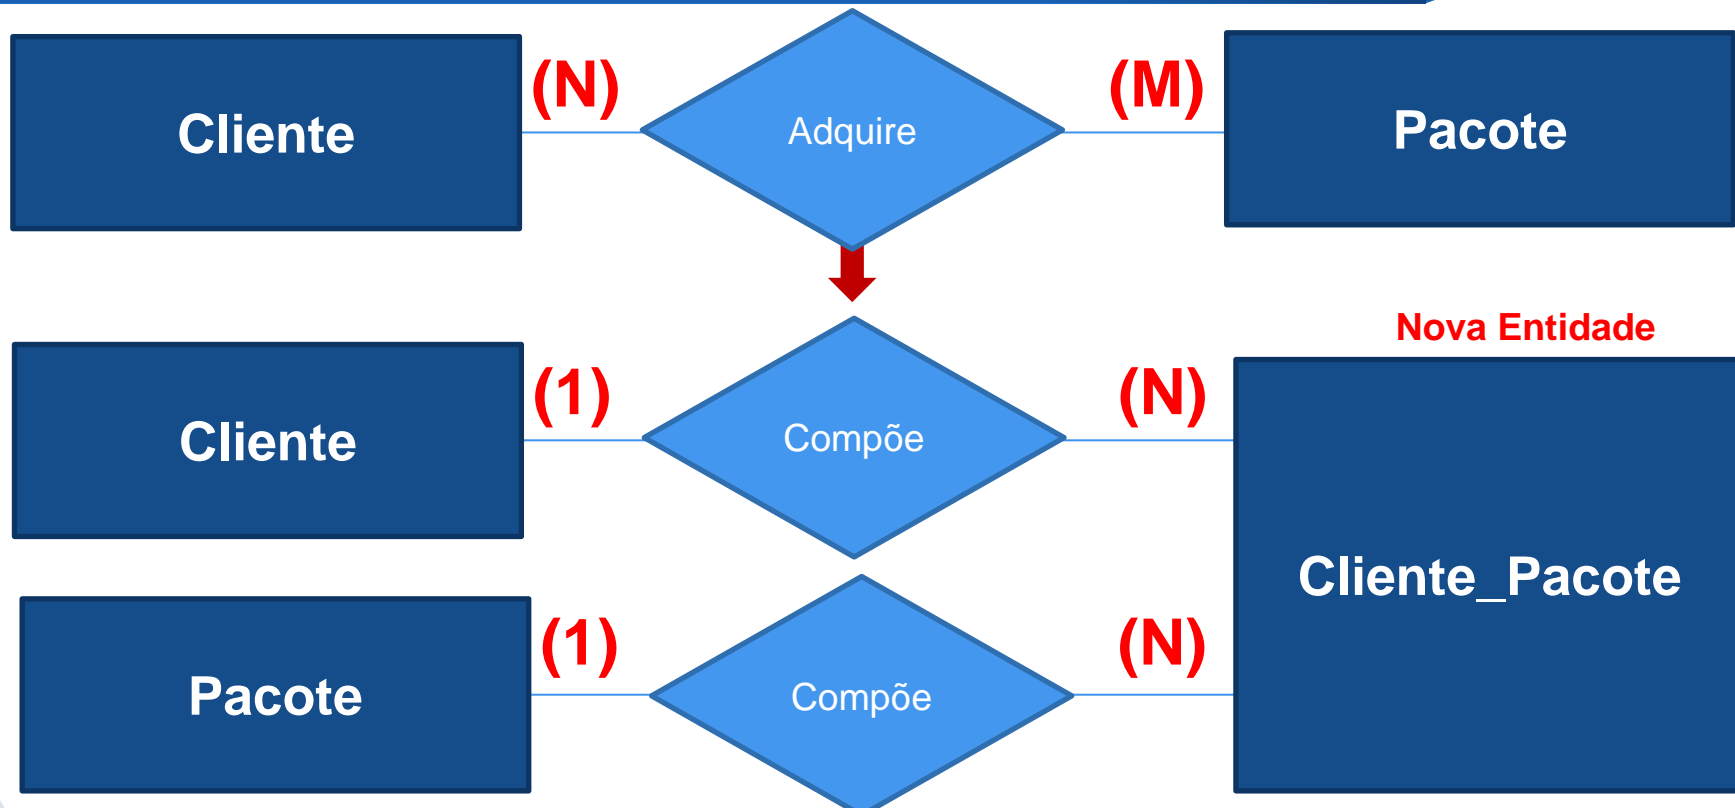 Cliente
(N)
Adquire
(M)
Pacote
Nova Entidade
Cliente
(1)
Compõe
(N)
Cliente_Pacote
Pacote
(1)
Compõe
(N)